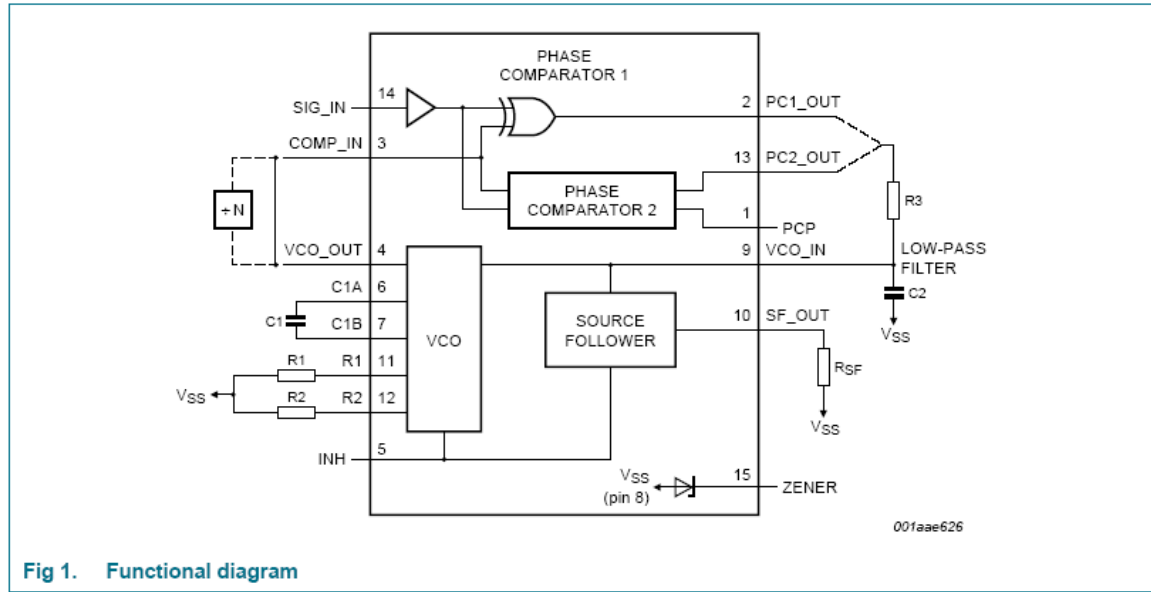 PHASE
COMPARATOR 1
14
SIG_IN
2 PC1_OUT
COMP_IN 3
13 PC2_OUT
÷N
PHASE
COMPARATOR 2
R3
1
PCP
VCO_OUT 4
9 VCO_IN
LOW-PASS
FILTER
C1A 6
C2
C1
C1B 7
VCO
SOURCE
FOLLOWER
10 SF_OUT
VSS
R1 R1 11
RSF
VSS
R2 R2 12
VSS
INH 5
VSS
(pin 8)
15 ZENER
001aae626
Fig 1. Functional diagram